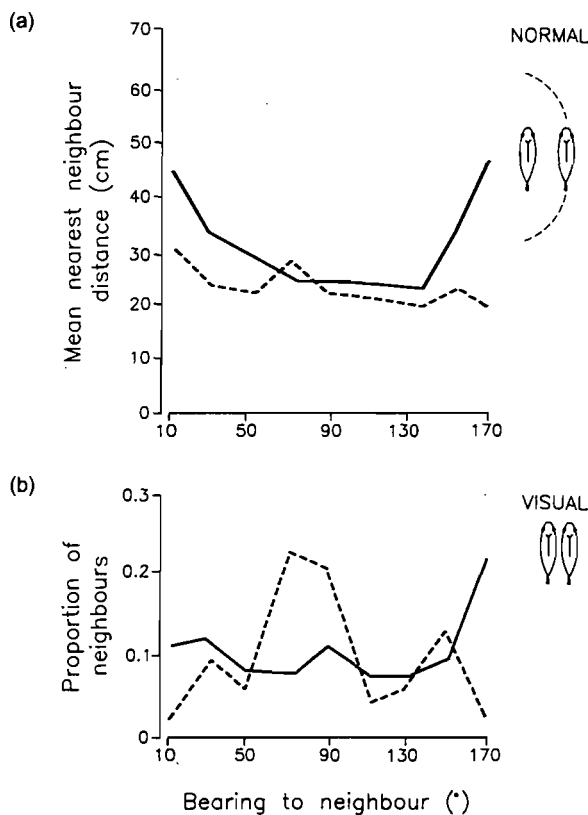 (a)
NORMAL
Mean nearest neighbour
distance (cm)
70
60
50
40
30
20
10
0
10 50 90 130 170
(b)
VISUAL
Proportion of
neighbours
0.3
0.2
0.1
0
10 50 90 130 170
Bearing to neighbour (°)